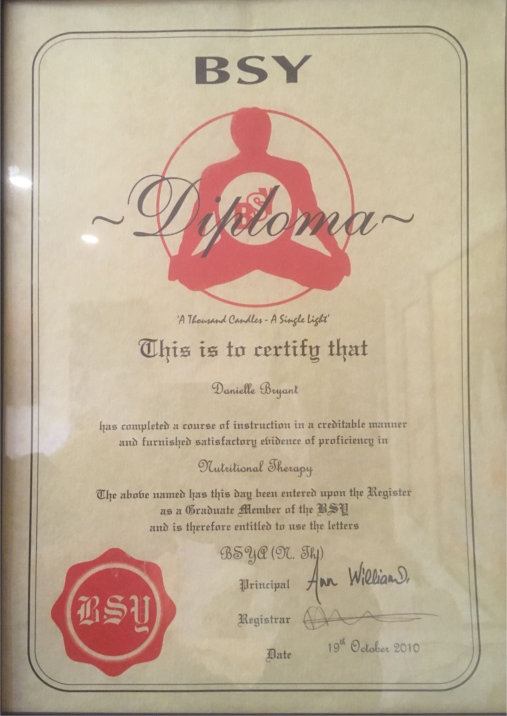 BSY
BSY
~Diploma~
'A Thousand Candles - A Single Light'
This is to certify that
Danielle Bryant
has completed a course of instruction in a creditable manner
and furnished satisfactory evidence of proficiency in
Nutritional Therapy
The above named has this day been entered upon the Register
as a Graduate Member of the BSY
and is therefore entitled to use the letters
BSYA (N. Th)
Principal Ann Williams.
Registrar
Date 19th October 2010
BSY